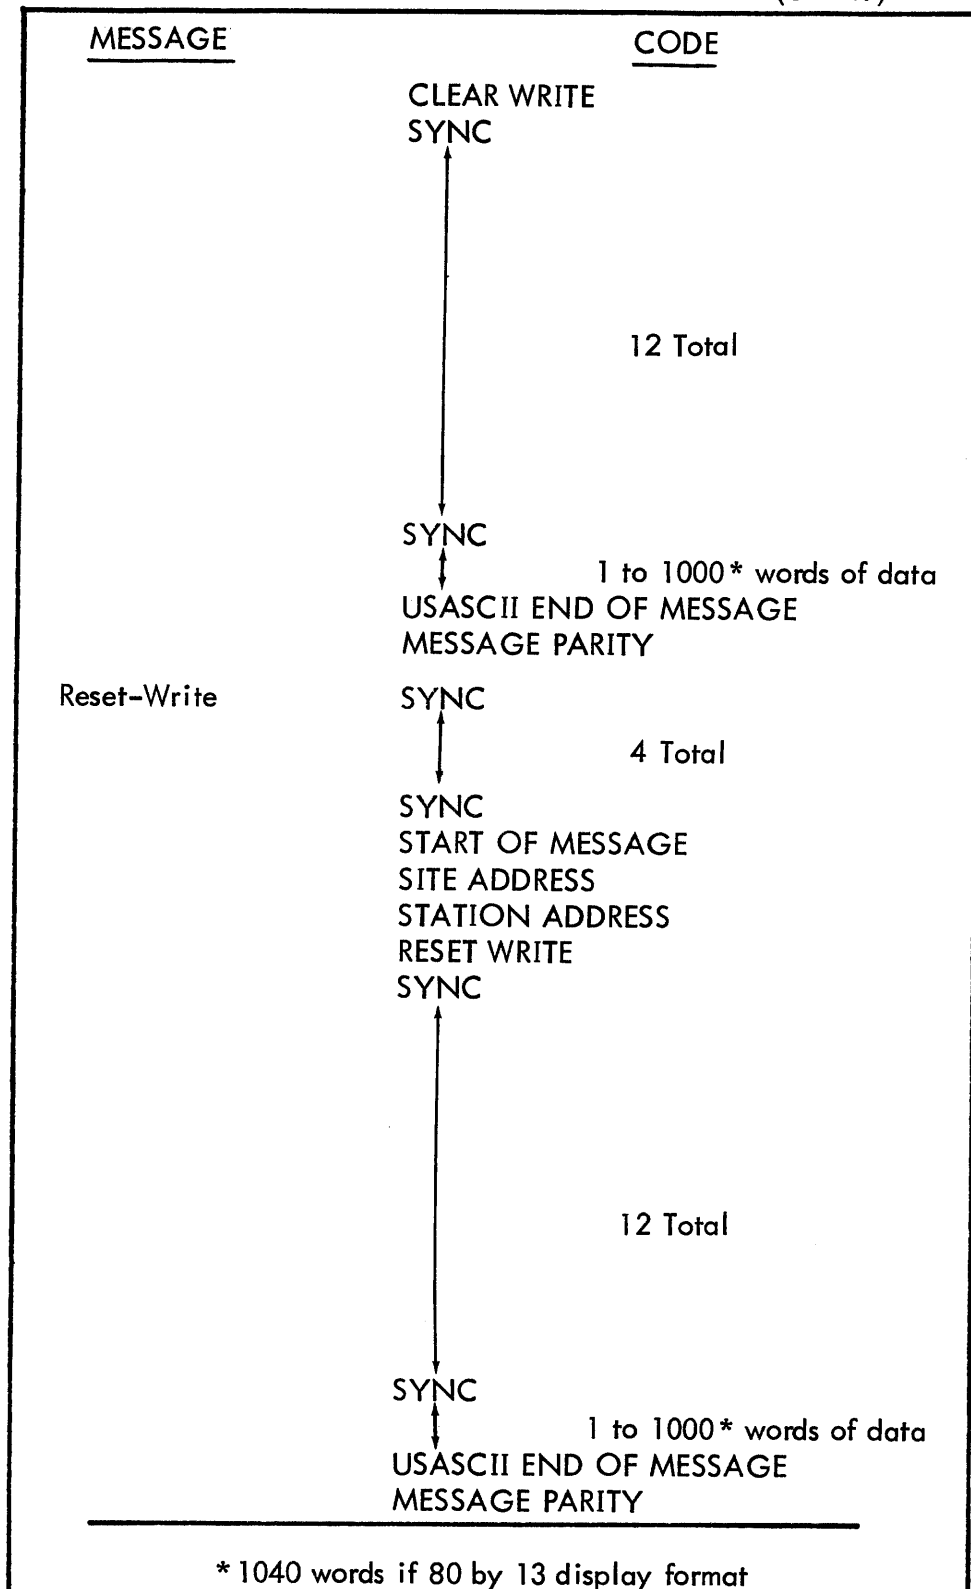 MESSAGE CODE
CLEAR WRITE
SYNC
12 Total
SYNC
1 to 1000* words of data
USASCII END OF MESSAGE
MESSAGE PARITY
Reset-Write SYNC
4 Total
SYNC
START OF MESSAGE
SITE ADDRESS
STATION ADDRESS
RESET WRITE
SYNC
12 Total
SYNC
1 to 1000* words of data
USASCII END OF MESSAGE
MESSAGE PARITY
* 1040 words if 80 by 13 display format